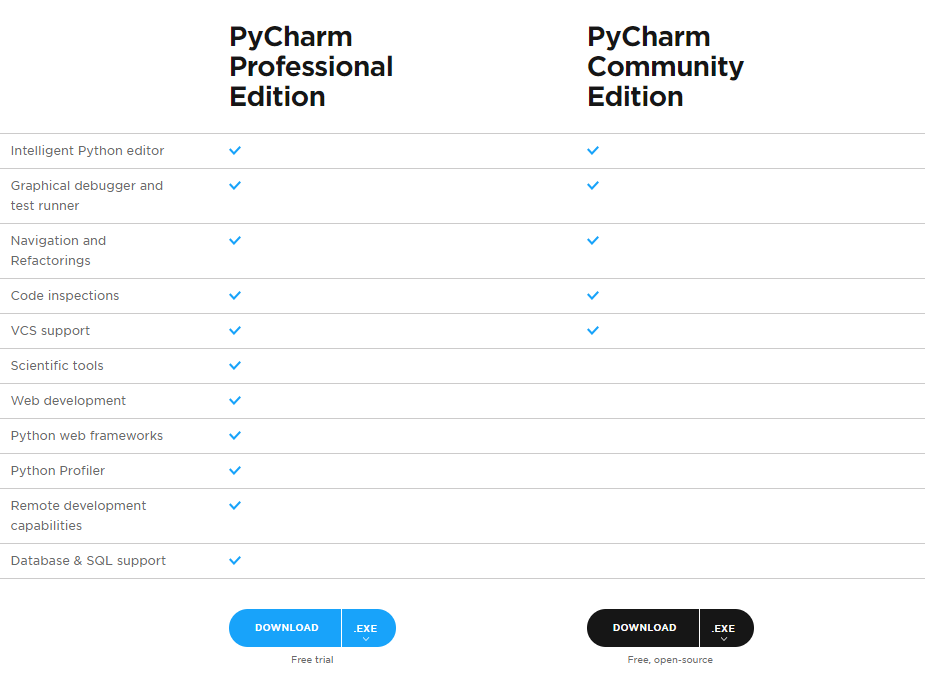 PyCharm
Professional
Edition
PyCharm
Community
Edition
Intelligent Python editor
Graphical debugger and
test runner
Navigation and
Refactorings
Code inspections
VCS support
Scientific tools
Web development
Python web frameworks
Python Profiler
Remote development
capabilities
Database & SQL support
DOWNLOAD .EXE
Free trial
DOWNLOAD .EXE
Free, open-source